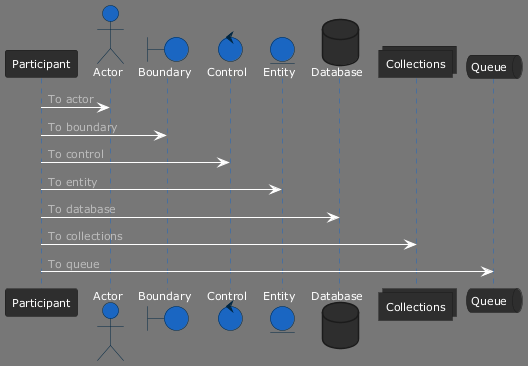 Participant
Actor
Boundary
Control
Entity
Database
Collections
Queue
To actor
To boundary
To control
To entity
To database
To collections
To queue
Participant
Actor
Boundary
Control
Entity
Database
Collections
Queue